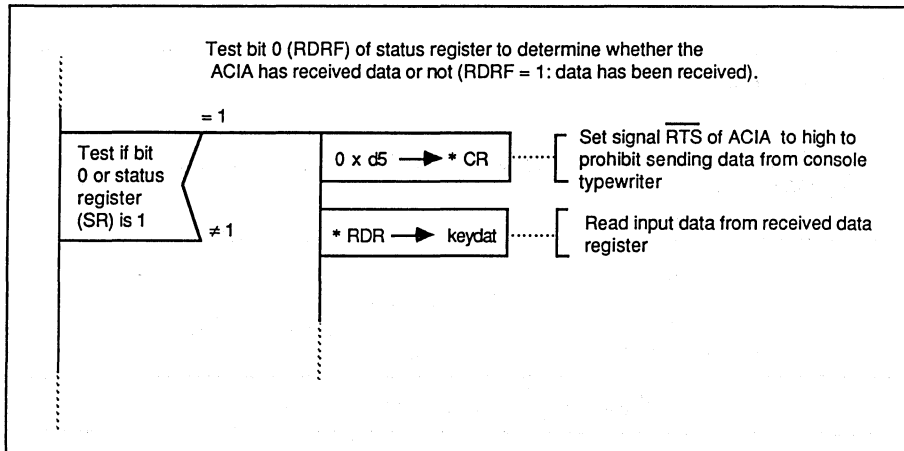 Test bit 0 (RDRF) of status register to determine whether the
ACIA has received data or not (RDRF = 1: data has been received).
= 1
Test if bit
0 or status
register
(SR) is 1
≠ 1
0 x d5 → * CR
Set signal R̅T̅S̅ of ACIA to high to
prohibit sending data from console
typewriter
* RDR → keydat
Read input data from received data
register